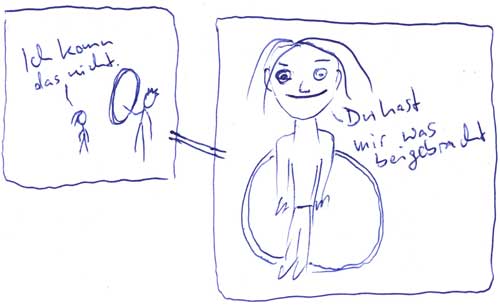 Ich kann
das nicht.
Du hast
mir was
beigebracht